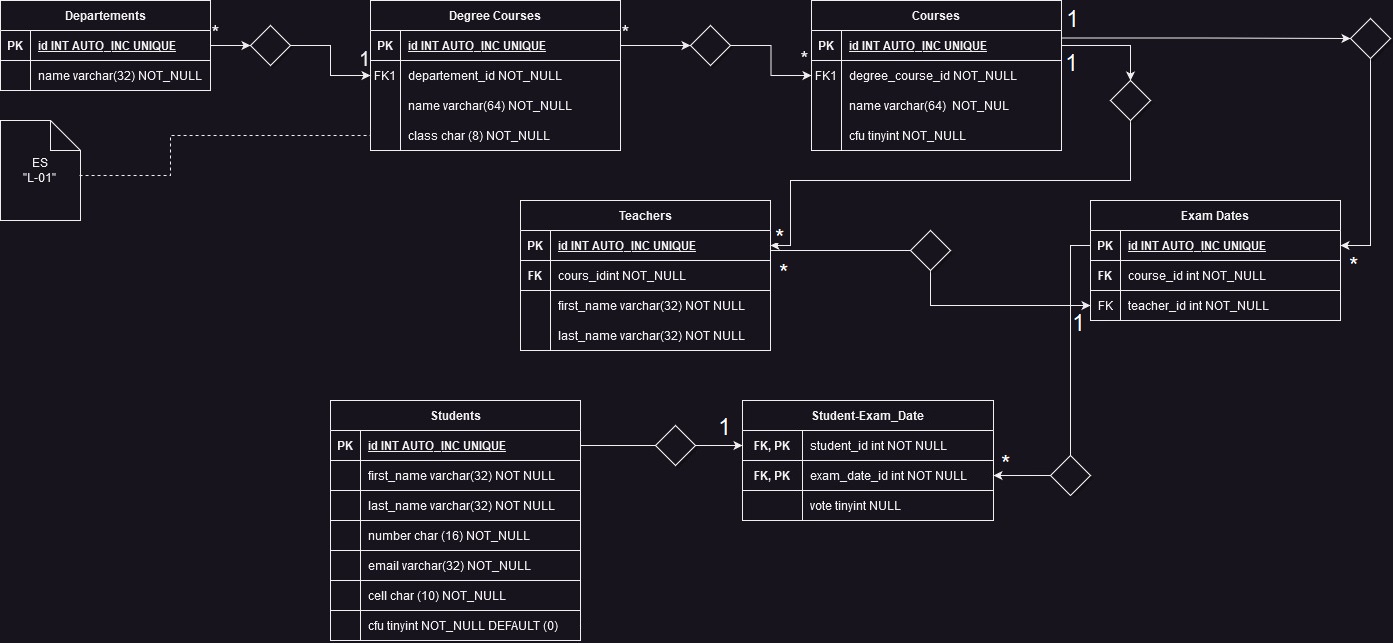 Departements
PK id INT AUTO_INC UNIQUE
name varchar(32) NOT_NULL
*
1
Degree Courses
PK id INT AUTO_INC UNIQUE
FK1 departement_id NOT_NULL
name varchar(64) NOT_NULL
class char (8) NOT_NULL
*
*
Courses
PK id INT AUTO_INC UNIQUE
FK1 degree_course_id NOT_NULL
name varchar(64) NOT_NUL
cfu tinyint NOT_NULL
1
1
ES
"L-01"
Teachers
PK id INT AUTO_INC UNIQUE
FK cours_idint NOT_NULL
first_name varchar(32) NOT NULL
last_name varchar(32) NOT NULL
*
*
Exam Dates
PK id INT AUTO_INC UNIQUE
FK course_id int NOT_NULL
FK teacher_id int NOT_NULL
*
1
Students
PK id INT AUTO_INC UNIQUE
first_name varchar(32) NOT NULL
last_name varchar(32) NOT NULL
number char (16) NOT_NULL
email varchar(32) NOT_NULL
cell char (10) NOT_NULL
cfu tinyint NOT_NULL DEFAULT (0)
1
Student-Exam_Date
FK, PK student_id int NOT NULL
FK, PK exam_date_id int NOT NULL
vote tinyint NULL
*